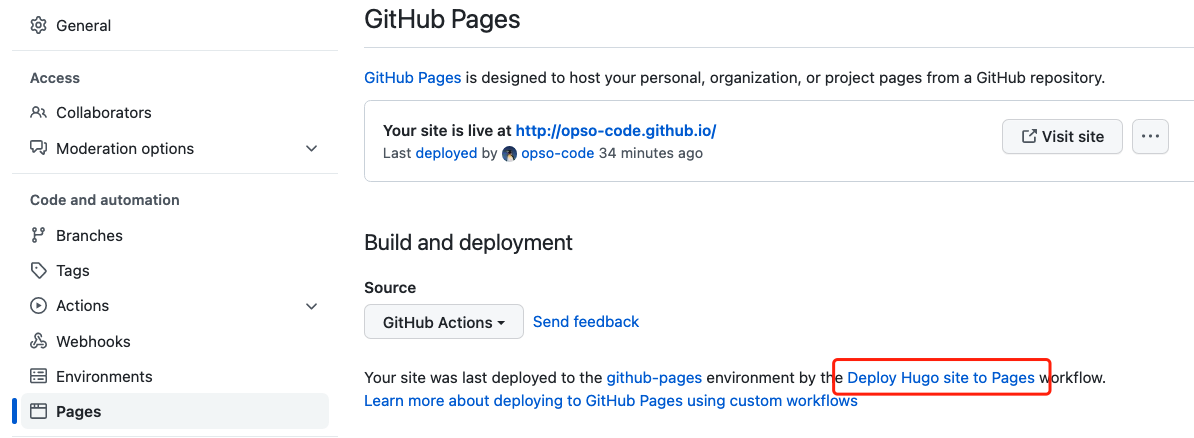 General
Access
Collaborators
Moderation options
Code and automation
Branches
Tags
Actions
Webhooks
Environments
Pages
GitHub Pages
GitHub Pages is designed to host your personal, organization, or project pages from a GitHub repository.
Your site is live at http://opso-code.github.io/
Last deployed by opso-code 34 minutes ago
Visit site
Build and deployment
Source
GitHub Actions
Send feedback
Your site was last deployed to the github-pages environment by the Deploy Hugo site to Pages workflow.
Learn more about deploying to GitHub Pages using custom workflows